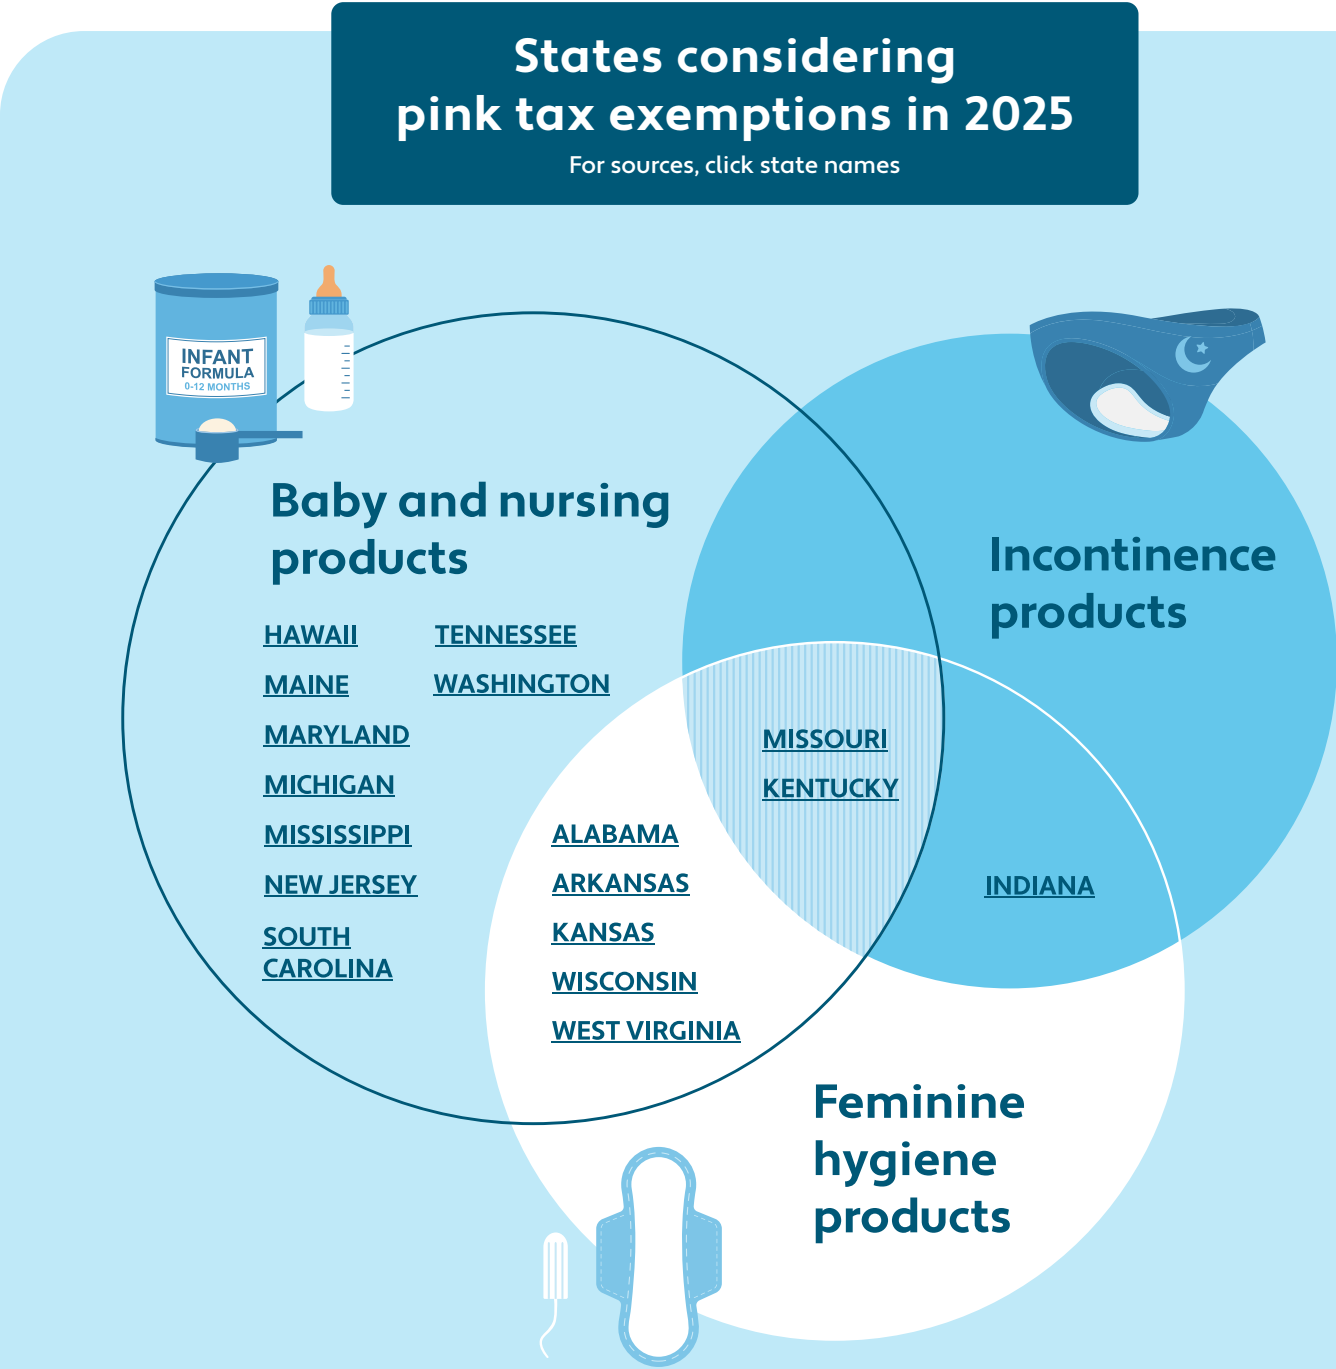 States considering
pink tax exemptions in 2025
For sources, click state names
INFANT
FORMULA
0-12 MONTHS
Baby and nursing
products
HAWAII
MAINE
MARYLAND
MICHIGAN
MISSISSIPPI
NEW JERSEY
SOUTH
CAROLINA
TENNESSEE
WASHINGTON
Incontinence
products
MISSOURI
KENTUCKY
ALABAMA
ARKANSAS
KANSAS
WISCONSIN
WEST VIRGINIA
INDIANA
Feminine
hygiene
products